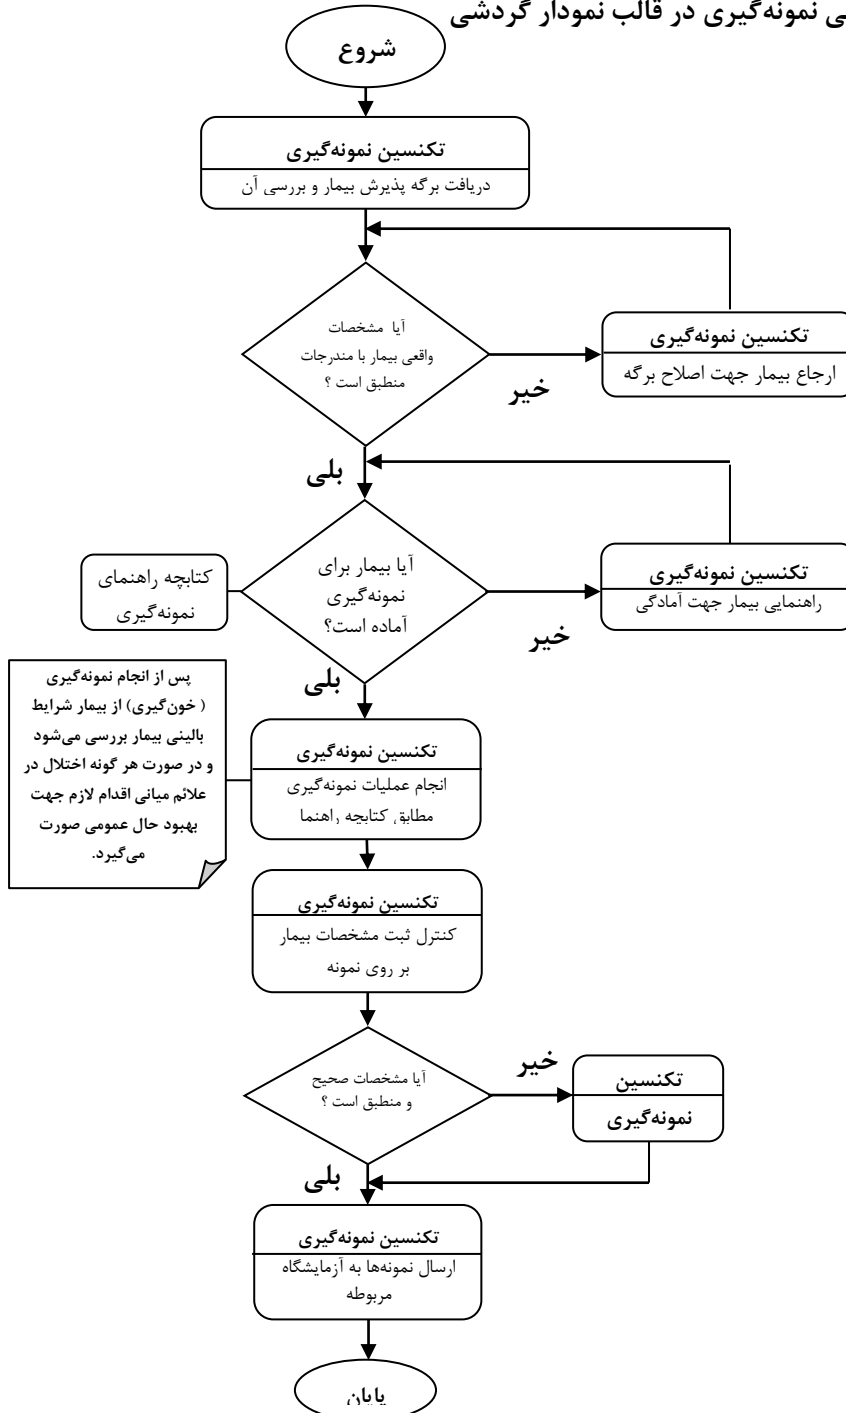 نمونه‌گیری در قالب نمودار گردشی
شروع
تکنسین نمونه‌گیری
دریافت برگه پذیرش بیمار و بررسی آن
آیا مشخصات
واقعی بیمار با مندرجات
منطبق است ؟
خیر
تکنسین نمونه‌گیری
ارجاع بیمار جهت اصلاح برگه
بلی
آیا بیمار برای
نمونه‌گیری
آماده است؟
کتابچه راهنمای
نمونه‌گیری
خیر
تکنسین نمونه‌گیری
راهنمایی بیمار جهت آمادگی
بلی
پس از انجام نمونه‌گیری
( خون‌گیری) از بیمار شرایط
بالینی بیمار بررسی می‌شود
و در صورت هر گونه اختلال در
علائم میانی اقدام لازم جهت
بهبود حال عمومی صورت
می‌گیرد.
تکنسین نمونه‌گیری
انجام عملیات نمونه‌گیری
مطابق کتابچه راهنما
تکنسین نمونه‌گیری
کنترل ثبت مشخصات بیمار
بر روی نمونه
آیا مشخصات صحیح
و منطبق است ؟
خیر
تکنسین
نمونه‌گیری
بلی
تکنسین نمونه‌گیری
ارسال نمونه‌ها به آزمایشگاه
مربوطه
پایان